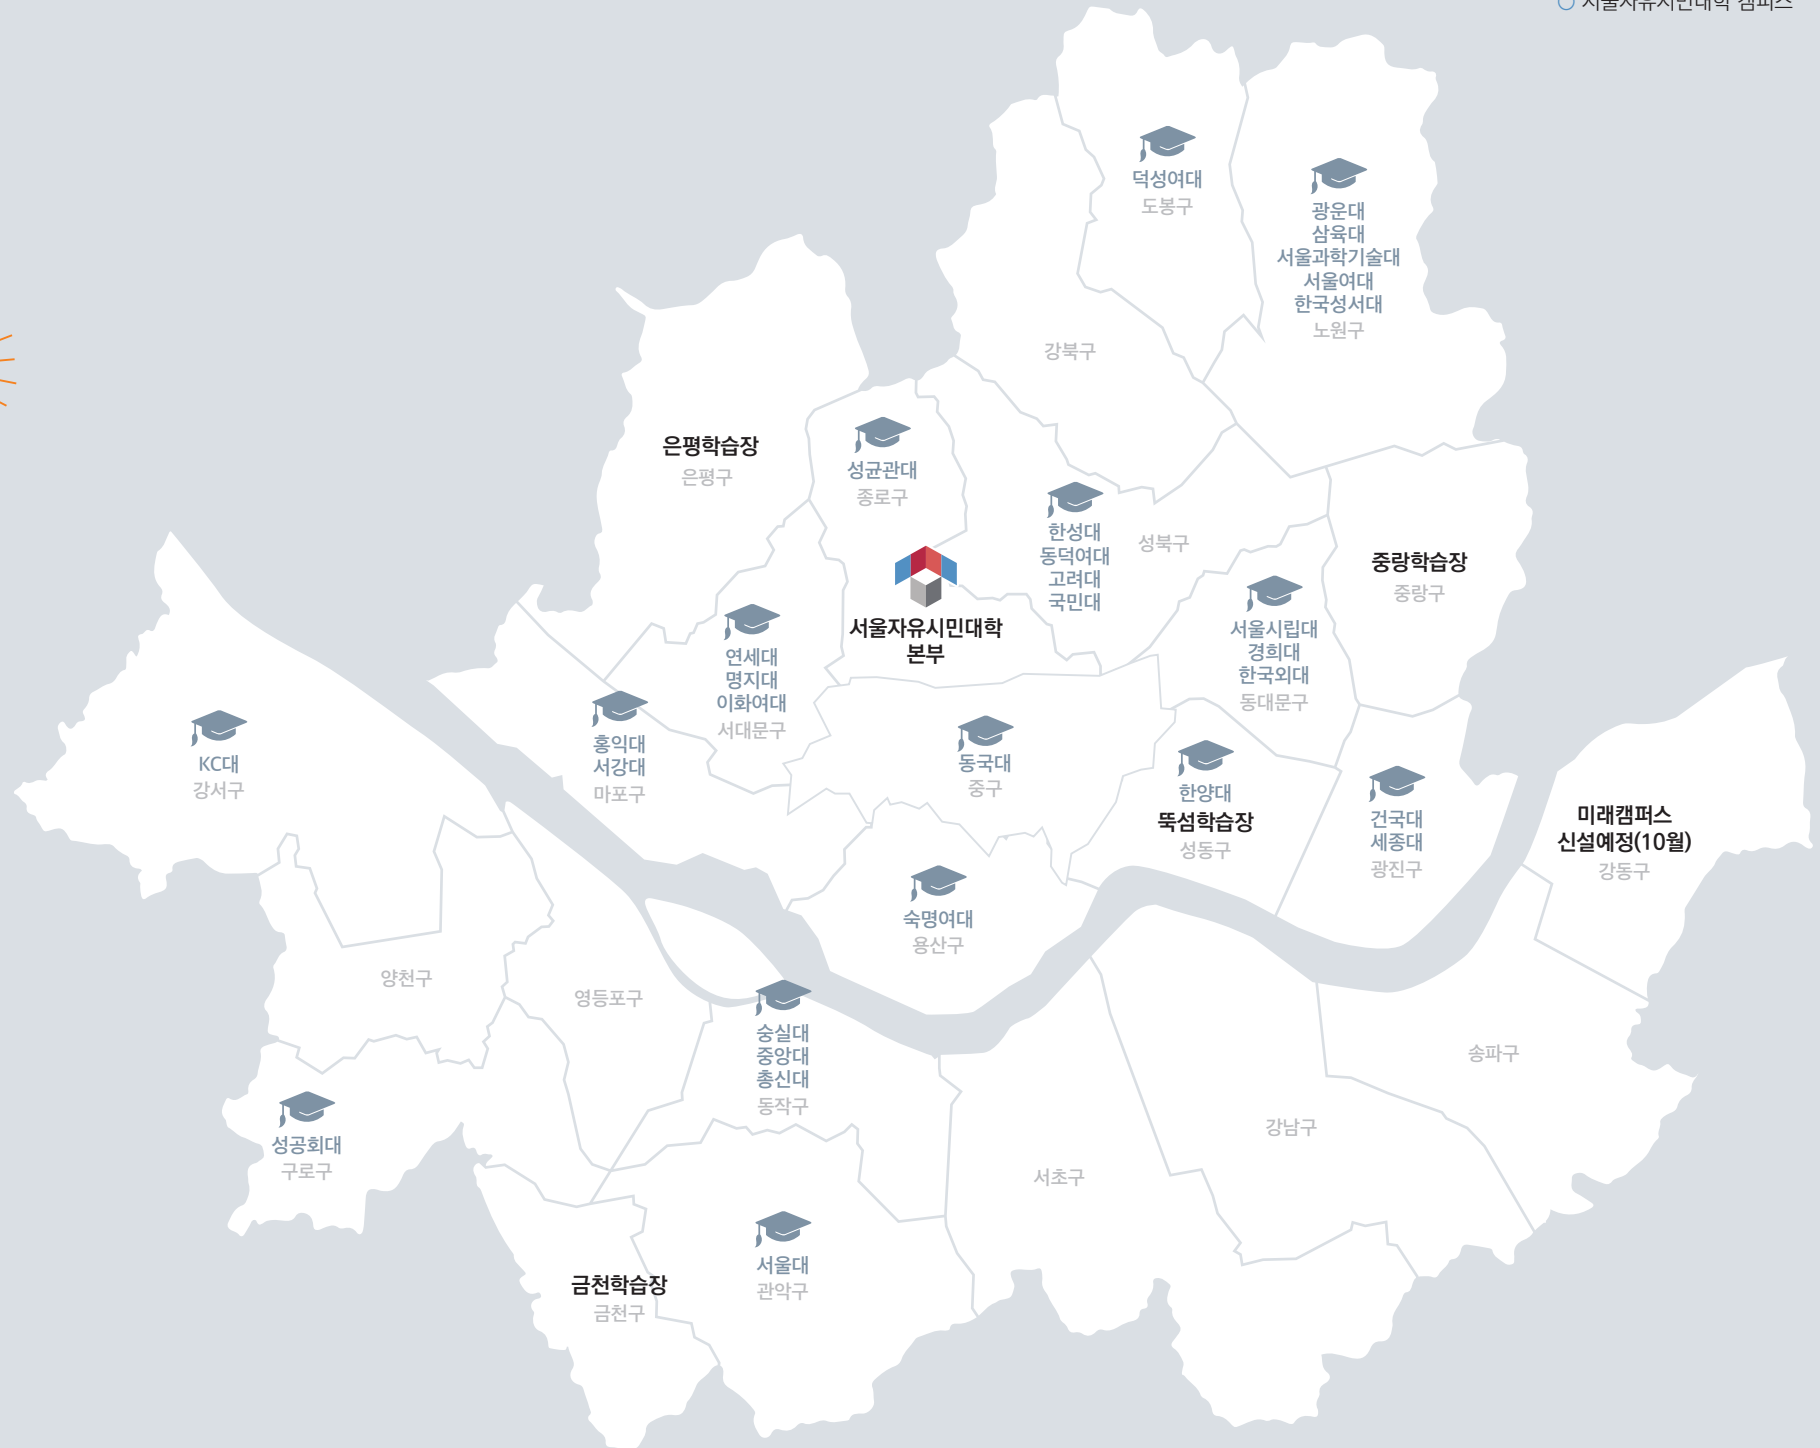 서울자유시민대학 캠퍼스
덕성여대
도봉구
광운대
삼육대
서울과학기술대
서울여대
한국성서대
노원구
강북구
은평학습장
은평구
성균관대
종로구
한성대
동덕여대
고려대
국민대
성북구
중랑학습장
중랑구
서울자유시민대학
본부
서울시립대
경희대
한국외대
동대문구
연세대
명지대
이화여대
서대문구
홍익대
서강대
마포구
KC대
강서구
동국대
중구
한양대
뚝섬학습장
성동구
건국대
세종대
광진구
미래캠퍼스
신설예정(10월)
강동구
숙명여대
용산구
양천구
영등포구
숭실대
중앙대
총신대
동작구
송파구
강남구
서초구
성공회대
구로구
서울대
관악구
금천학습장
금천구